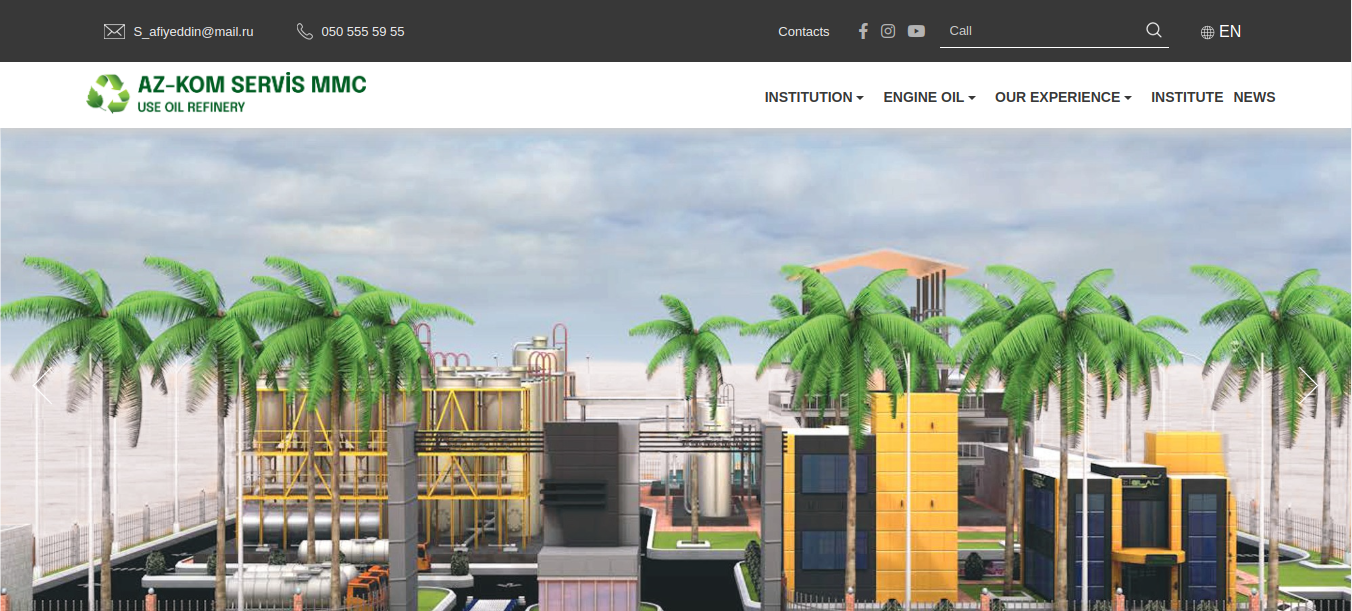 S_afiyeddin@mail.ru 050 555 59 55 Contacts Call EN
AZ-KOM SERVİS MMC
USE OIL REFINERY
INSTITUTION ENGINE OIL OUR EXPERIENCE INSTITUTE NEWS